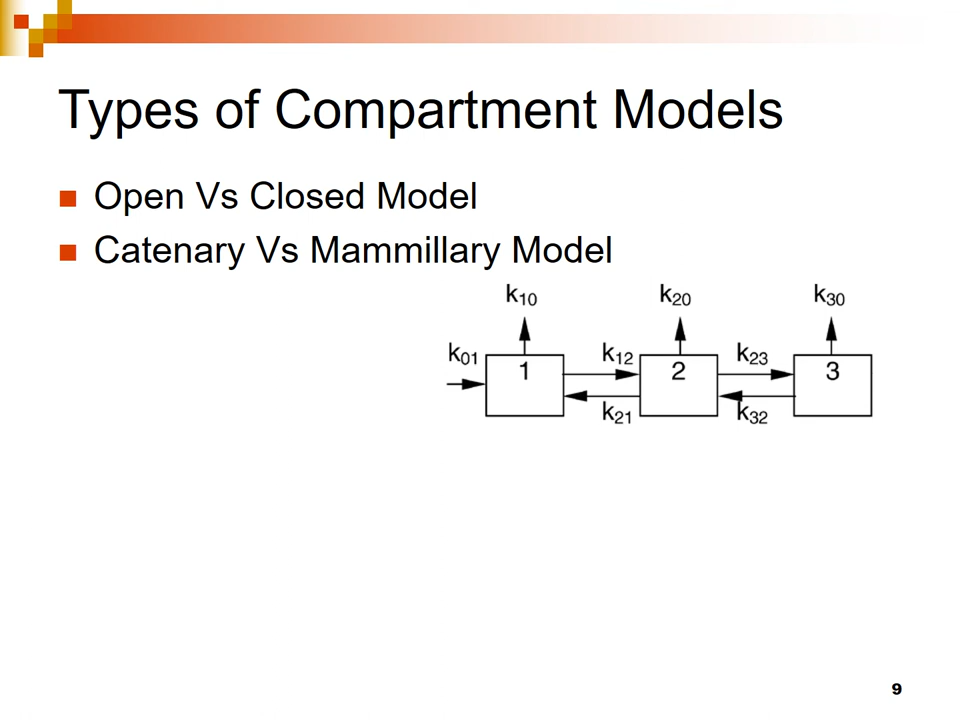 Types of Compartment Models
Open Vs Closed Model
Catenary Vs Mammillary Model
k10 k20 k30
k01 k12 k23
1 2 3
k21 k32
9